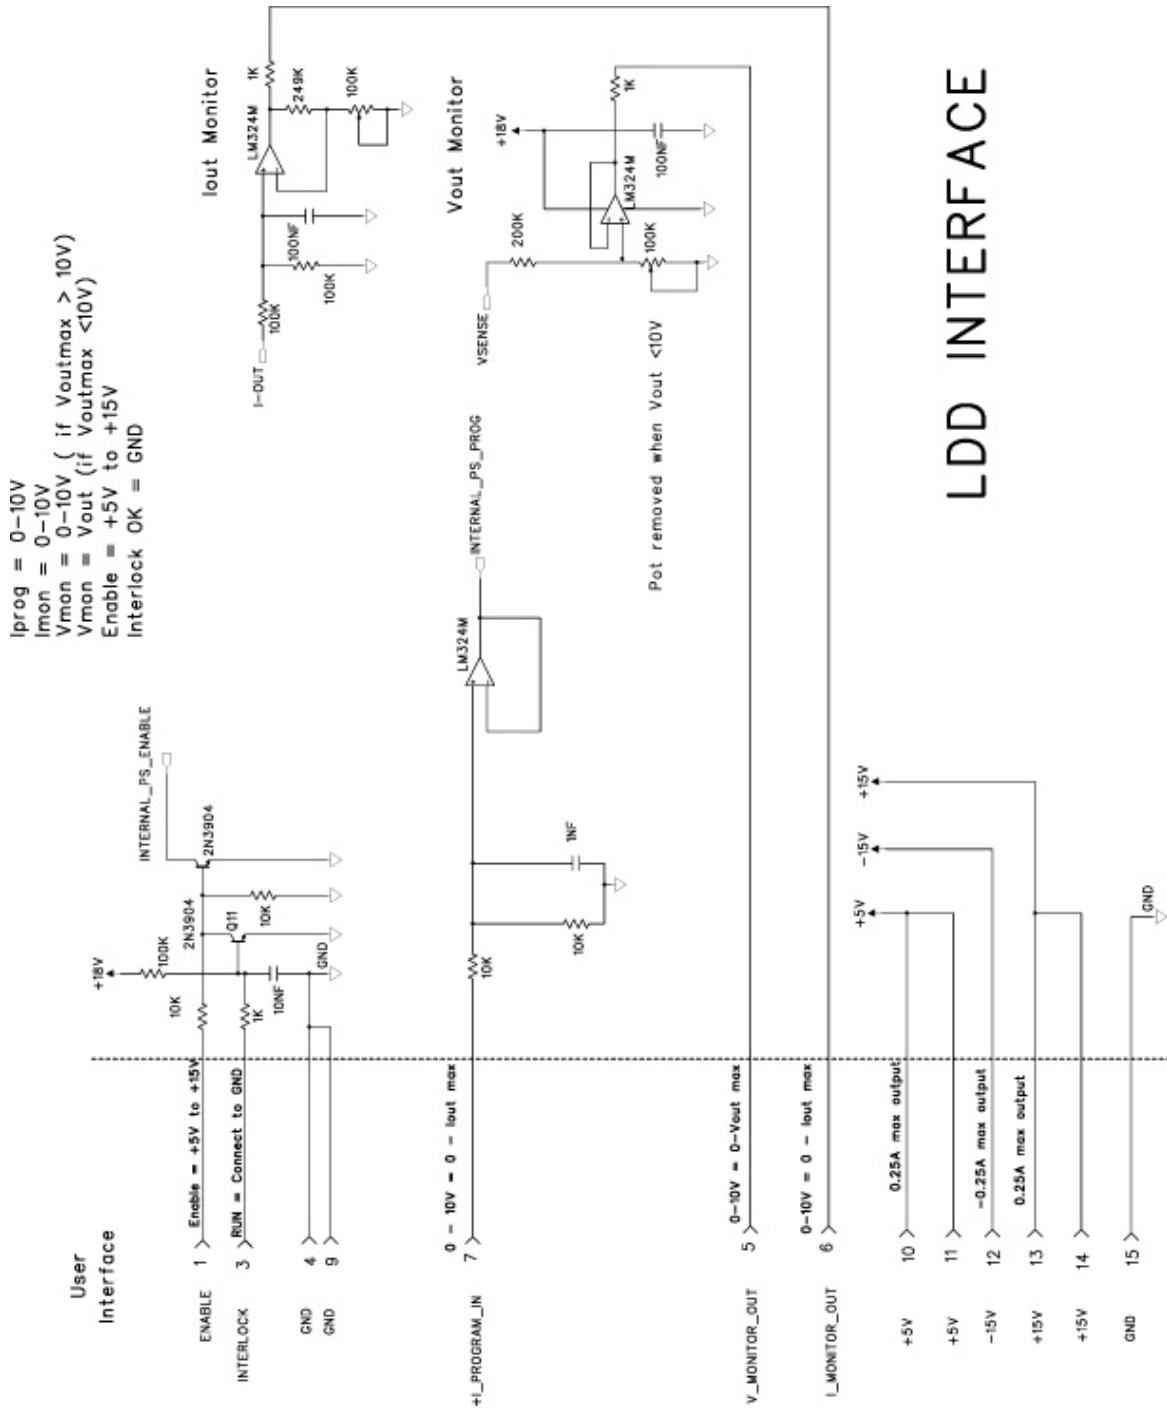 Iprog = 0-10V
Imon = 0-10V
Vmon = 0-10V ( if Voutmax > 10V)
Vmon = Vout (if Voutmax <10V)
Enable = +5V to +15V
Interlock OK = GND
User
Interface
ENABLE
1
Enable = +5V to +15V
10K
2N3904
2N3904
INTERNAL_PS_ENABLE
INTERLOCK
3
RUN = Connect to GND
1K
+18V
100K
Q11
10K
10NF
GND
GND
4
GND
9
+I_PROGRAM_IN
7
0 - 10V = 0 - Iout max
10K
10K
1NF
LM324M
INTERNAL_PS_PROG
Iout Monitor
I-OUT
100K
100K
100NF
LM324M
1K
249K
100K
Vout Monitor
VSENSE
200K
100K
+18V
LM324M
100NF
1K
Pot removed when Vout <10V
V_MONITOR_OUT
5
0-10V = 0-Vout max
I_MONITOR_OUT
6
0-10V = 0 - Iout max
+5V
10
0.25A max output
+5V
+5V
11
-15V
12
-0.25A max output
-15V
+15V
13
0.25A max output
+15V
+15V
14
GND
15
GND
LDD INTERFACE